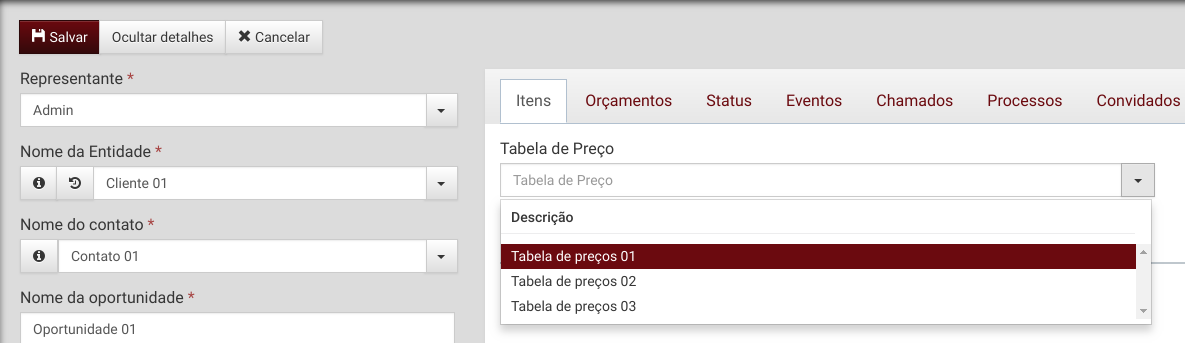 Salvar
Ocultar detalhes
Cancelar
Representante *
Admin
Nome da Entidade *
Cliente 01
Nome do contato *
Contato 01
Nome da oportunidade *
Oportunidade 01
Itens
Orçamentos
Status
Eventos
Chamados
Processos
Convidados
Tabela de Preço
Tabela de Preço
Descrição
Tabela de preços 01
Tabela de preços 02
Tabela de preços 03